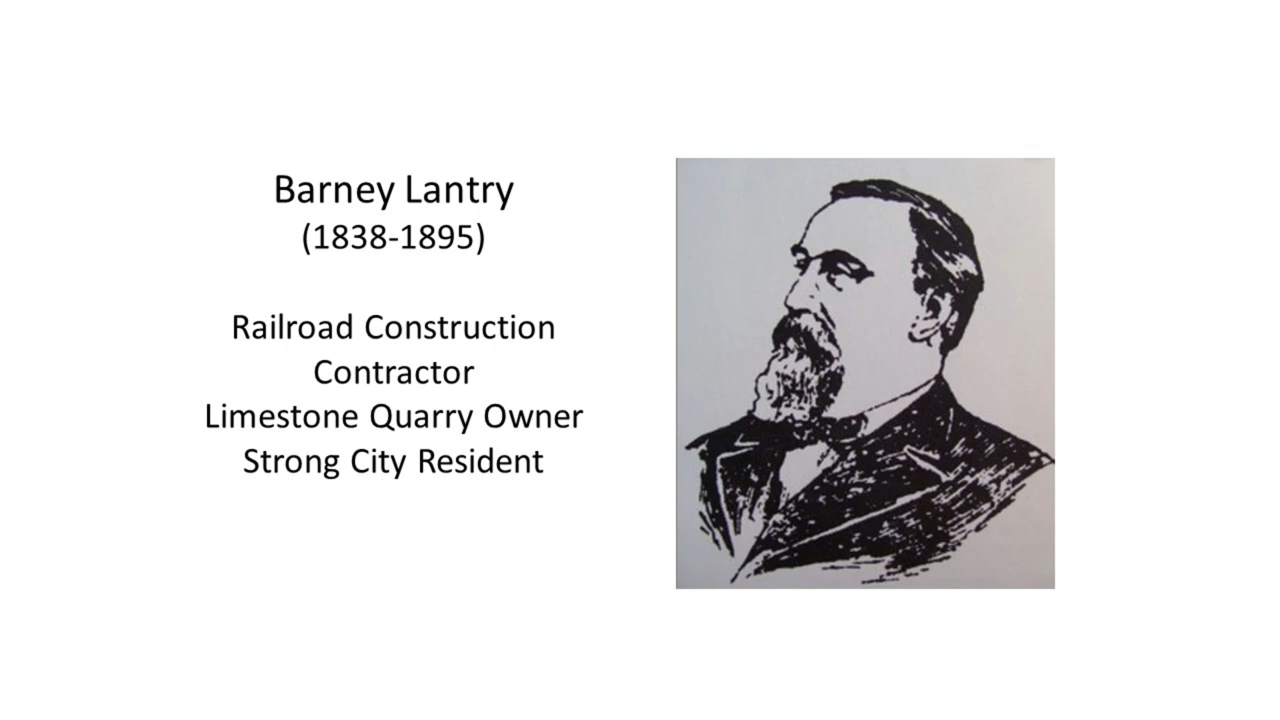 Barney Lantry
(1838-1895)
Railroad Construction
Contractor
Limestone Quarry Owner
Strong City Resident